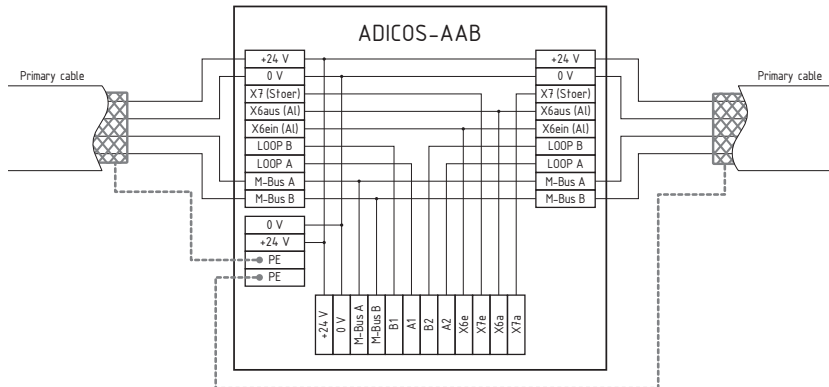 ADICOS-AAB
Primary cable
Primary cable
+24 V
0 V
X7 (Stoer)
X6aus (Al)
X6ein (Al)
LOOP B
LOOP A
M-Bus A
M-Bus B
+24 V
0 V
X7 (Stoer)
X6aus (Al)
X6ein (Al)
LOOP B
LOOP A
M-Bus A
M-Bus B
0 V
+24 V
PE
PE
+24 V
0 V
M-Bus A
M-Bus B
B1
A1
B2
A2
X6e
X7e
X6a
X7a